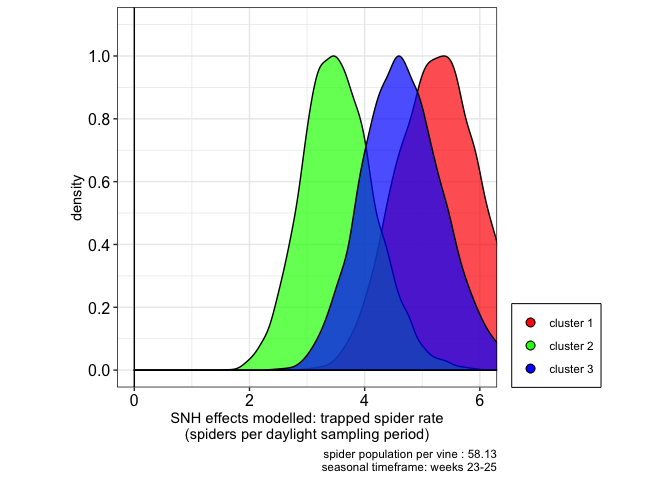 1.0
0.8
0.6
0.4
0.2
0.0
density
0 2 4 6
SNH effects modelled: trapped spider rate
(spiders per daylight sampling period)
cluster 1
cluster 2
cluster 3
spider population per vine : 58.13
seasonal timeframe: weeks 23-25